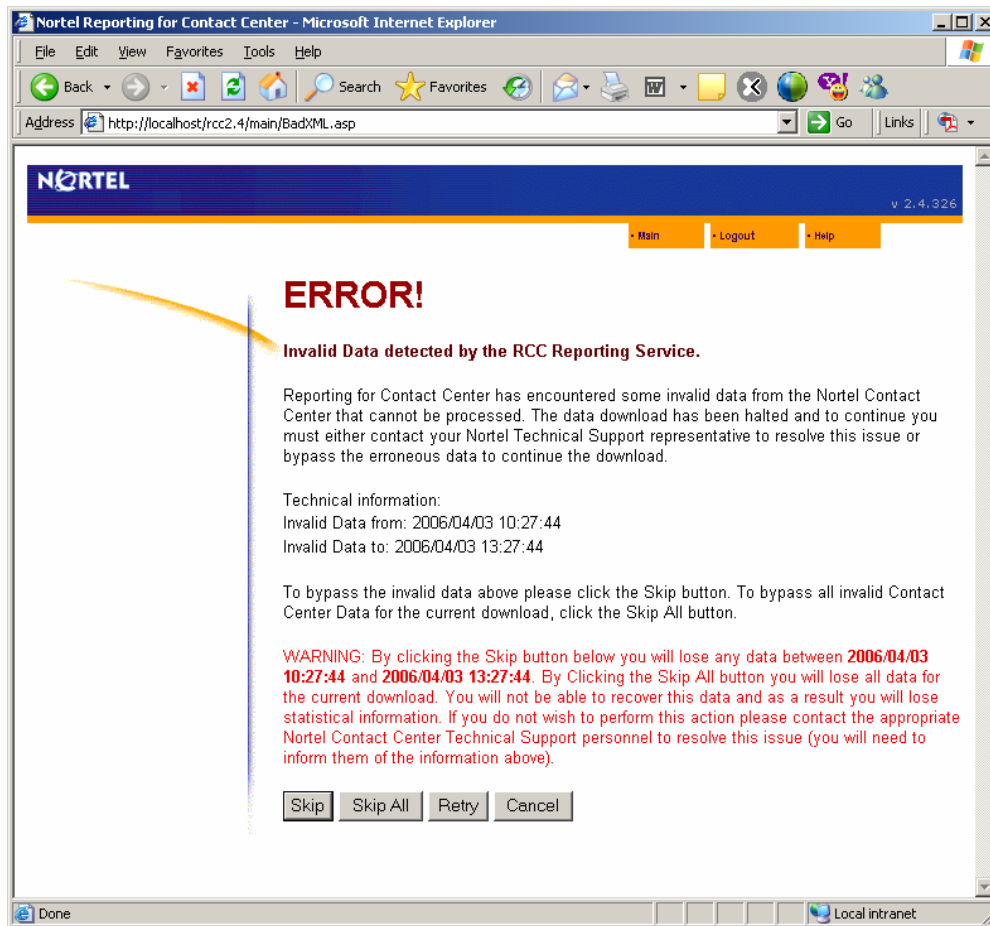 Nortel Reporting for Contact Center - Microsoft Internet Explorer
File Edit View Favorites Tools Help
Back Search Favorites
Address http://localhost/rcc2.4/main/BadXML.asp Go Links
NORTEL
v 2.4.326
• Main • Logout • Help
ERROR!
Invalid Data detected by the RCC Reporting Service.
Reporting for Contact Center has encountered some invalid data from the Nortel Contact
Center that cannot be processed. The data download has been halted and to continue you
must either contact your Nortel Technical Support representative to resolve this issue or
bypass the erroneous data to continue the download.
Technical information:
Invalid Data from: 2006/04/03 10:27:44
Invalid Data to: 2006/04/03 13:27:44
To bypass the invalid data above please click the Skip button. To bypass all invalid Contact
Center Data for the current download, click the Skip All button.
WARNING: By clicking the Skip button below you will lose any data between 2006/04/03
10:27:44 and 2006/04/03 13:27:44. By Clicking the Skip All button you will lose all data for
the current download. You will not be able to recover this data and as a result you will lose
statistical information. If you do not wish to perform this action please contact the appropriate
Nortel Contact Center Technical Support personnel to resolve this issue (you will need to
inform them of the information above).
Skip Skip All Retry Cancel
Done Local intranet